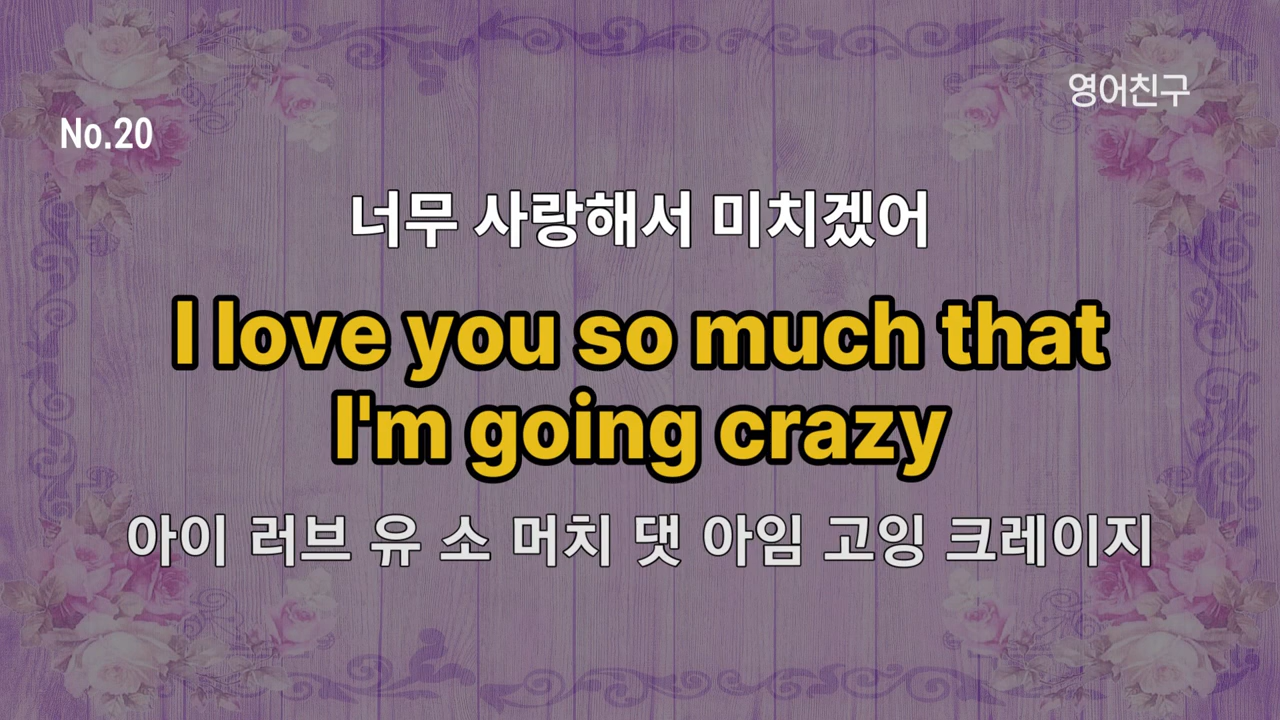 영어친구
No.20
너무 사랑해서 미치겠어
I love you so much that
I'm going crazy
아이 러브 유 소 머치 댓 아임 고잉 크레이지